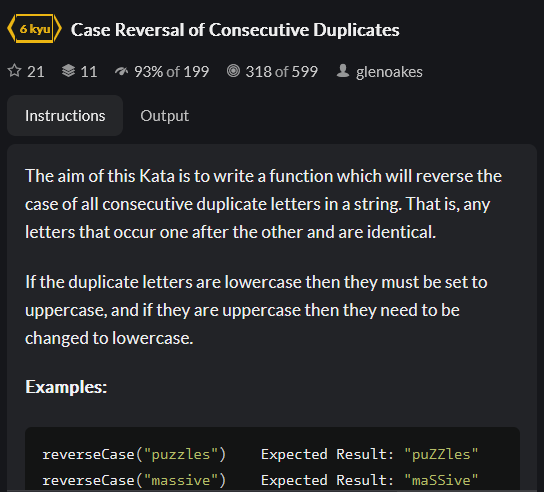 6 kyu Case Reversal of Consecutive Duplicates
21 11 93% of 199 318 of 599 glenoakes
Instructions Output
The aim of this Kata is to write a function which will reverse the
case of all consecutive duplicate letters in a string. That is, any
letters that occur one after the other and are identical.
If the duplicate letters are lowercase then they must be set to
uppercase, and if they are uppercase then they need to be
changed to lowercase.
Examples:
reverseCase("puzzles") Expected Result: "puZZles"
reverseCase("massive") Expected Result: "maSSive"